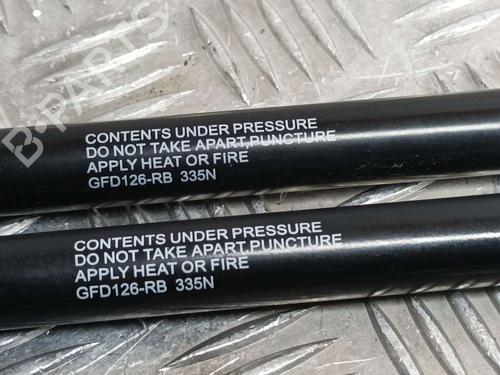 B-PARTS
CONTENTS UNDER PRESSURE
DO NOT TAKE APART,PUNCTURE
APPLY HEAT OR FIRE
GFD126-RB 335N
CONTENTS UNDER PRESSURE
DO NOT TAKE APART,PUNCTURE
APPLY HEAT OR FIRE
GFD126-RB 335N